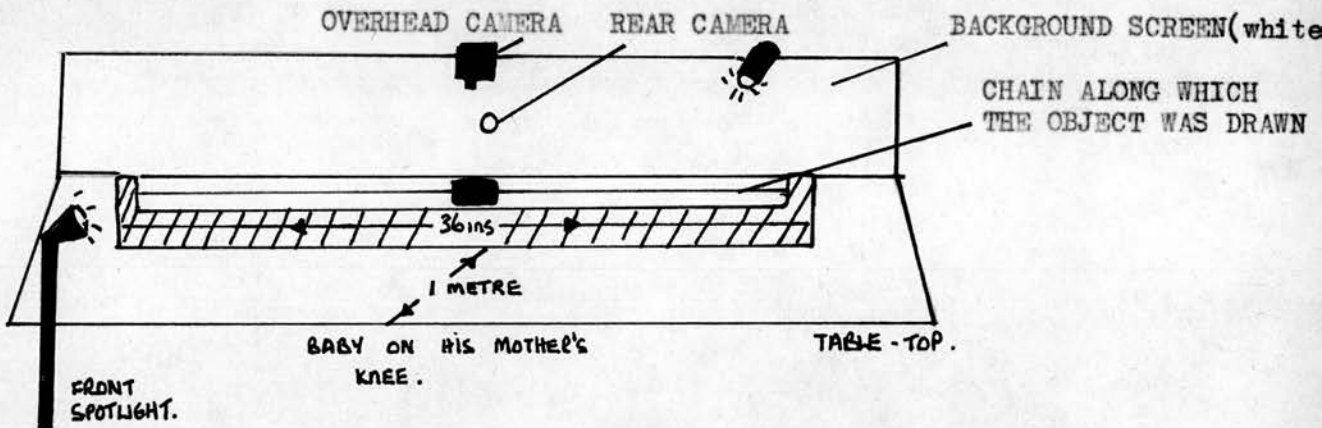 OVERHEAD CAMERA
REAR CAMERA
BACKGROUND SCREEN(white
CHAIN ALONG WHICH
THE OBJECT WAS DRAWN
36ins
1 METRE
BABY ON HIS MOTHER'S
KNEE.
TABLE-TOP.
FRONT
SPOTLIGHT.